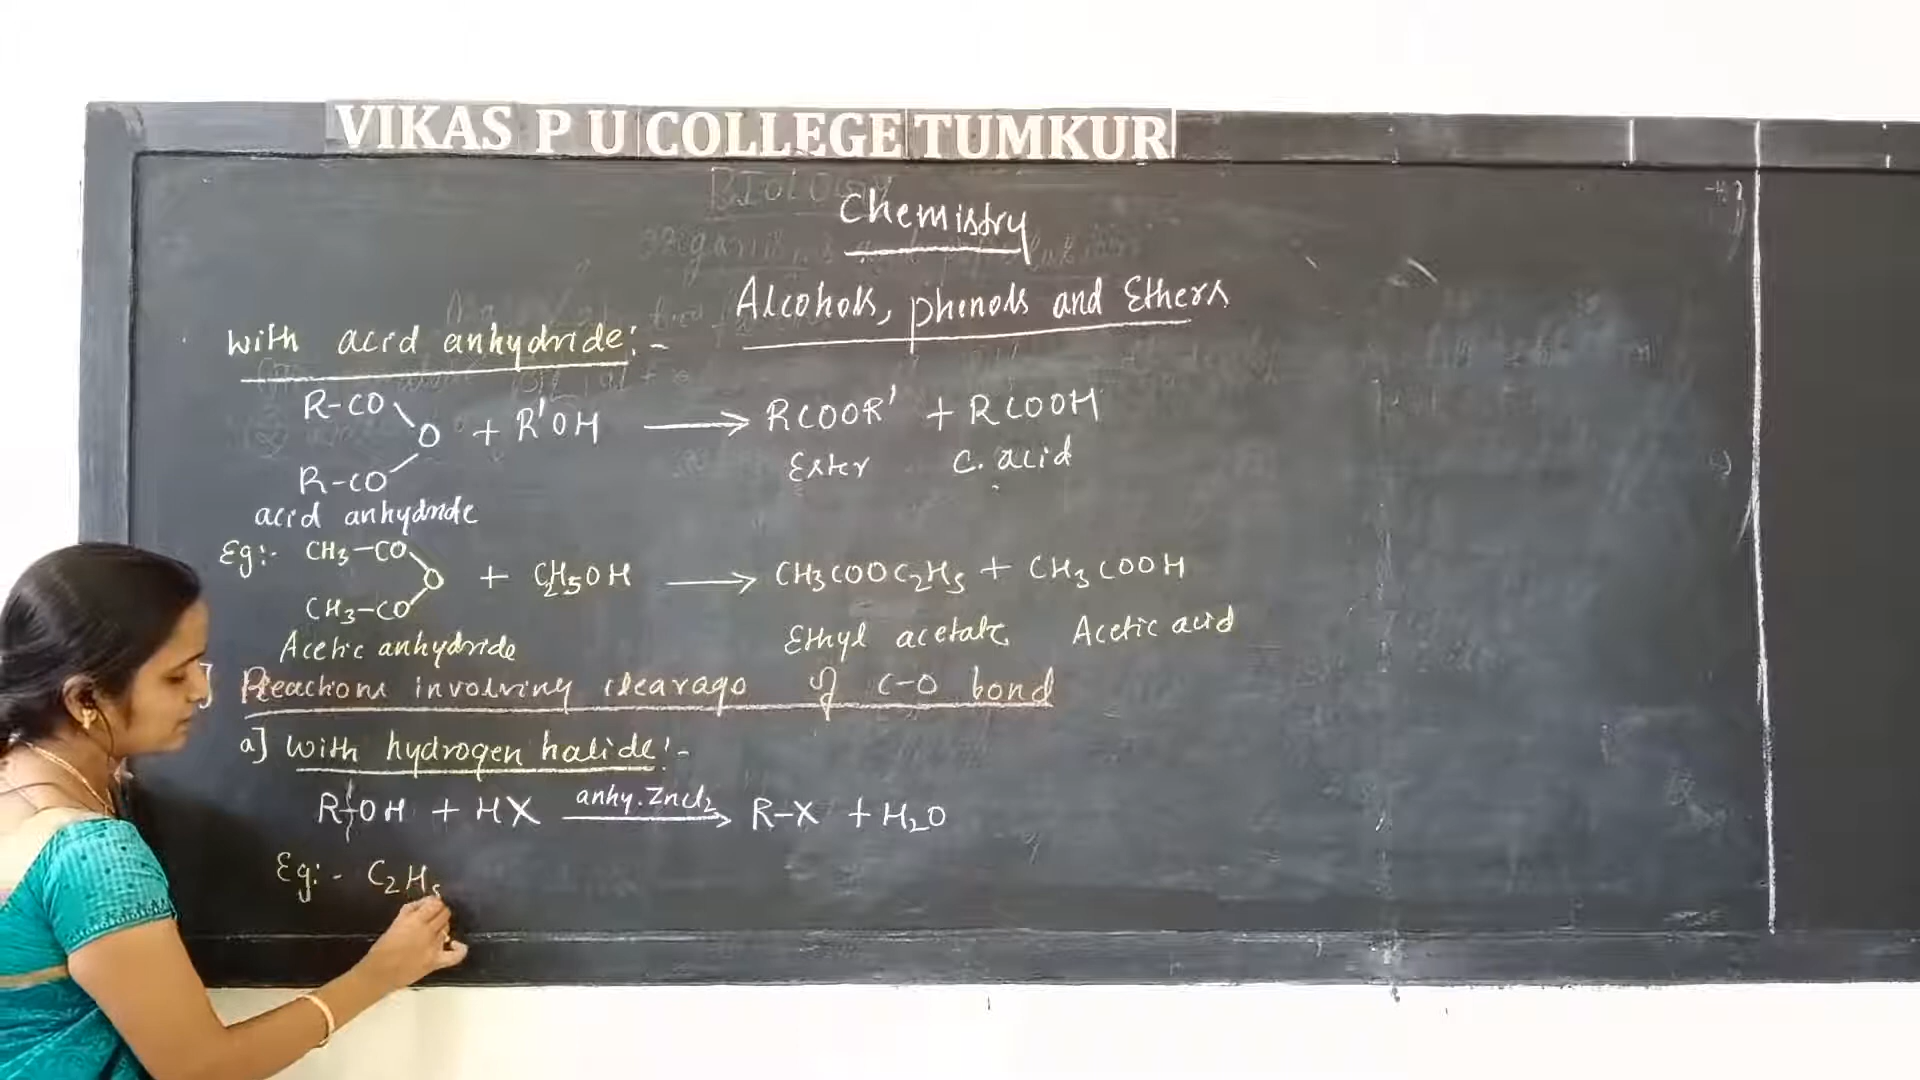 VIKAS P U COLLEGE TUMKUR
BIOLOGY
Chemistry
Alcohols, phenols and Ethers
With acid anhydride:-
R-CO
O + R'OH → RCOOR' + RCOOH
R-CO
Ester C. acid
acid anhydride
Eg:- CH3-CO
O + C2H5OH → CH3COOC2H5 + CH3COOH
CH3-CO
Acetic anhydride Ethyl acetate Acetic acid
] Reactions involving cleavage of C-O bond
a] With hydrogen halide:-
R-OH + HX anhy. ZnCl2 → R-X + H2O
Eg:- C2H5